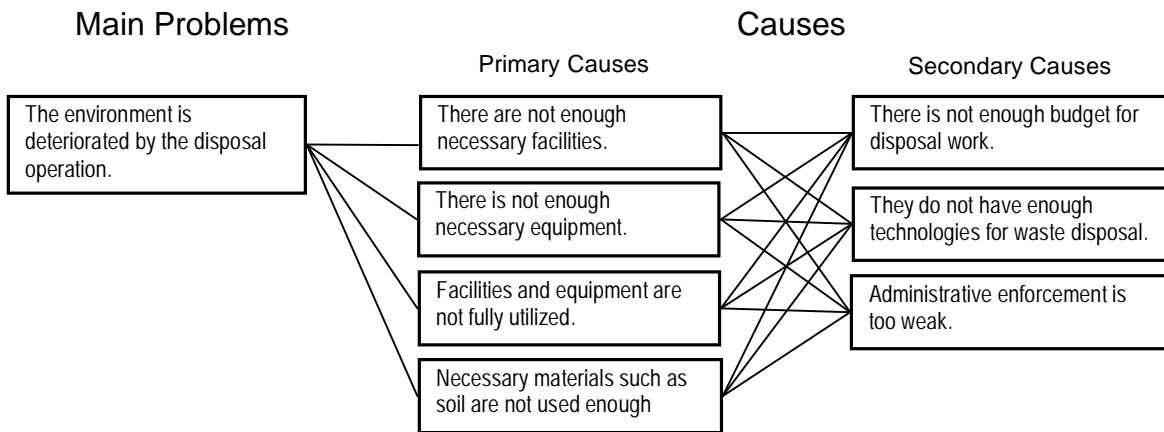 Main Problems
Causes
Primary Causes
Secondary Causes
The environment is
deteriorated by the disposal
operation.
There are not enough
necessary facilities.
There is not enough
necessary equipment.
Facilities and equipment are
not fully utilized.
Necessary materials such as
soil are not used enough
There is not enough budget for
disposal work.
They do not have enough
technologies for waste disposal.
Administrative enforcement is
too weak.